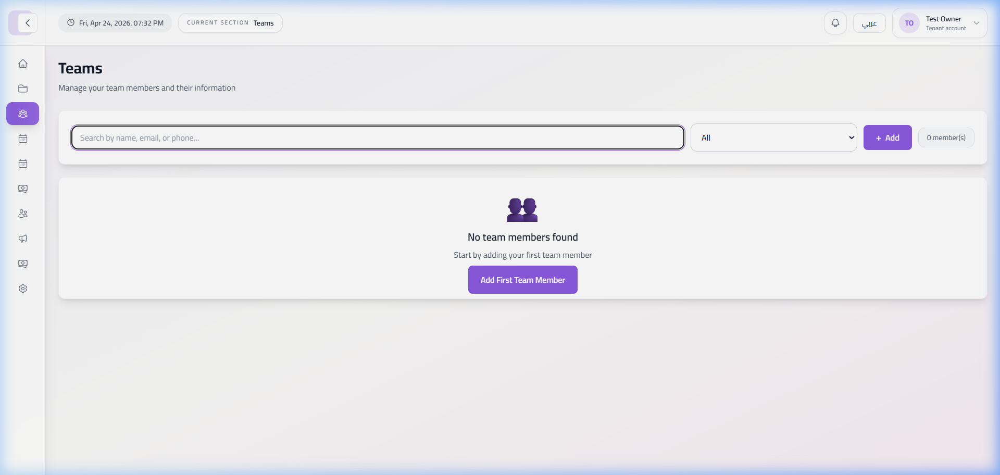 Fri, Apr 24, 2026, 07:32 PM
CURRENT SECTION Teams
عربي
TO
Test Owner
Tenant account
Teams
Manage your team members and their information
Search by name, email, or phone...
All
+ Add
0 member(s)
No team members found
Start by adding your first team member
Add First Team Member